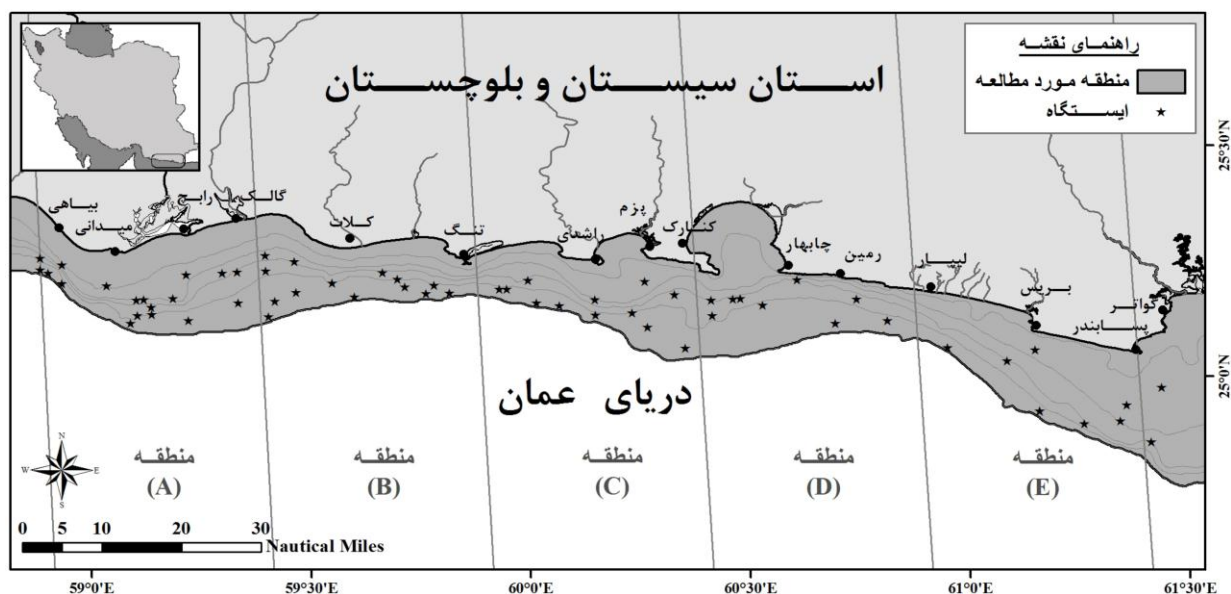 راهنمای نقشه
منطقه مورد مطالعه
ایستگاه
استان سیستان و بلوچستان
25°30'N
25°0'N
بیاهی
میدانی
رابچ
گالک
کلات
تنگ
راشدی
پزم
کنارک
چابهار
رمین
لیپار
بریس
پسابندر
گواتر
دریای عمان
منطقه
(A)
منطقه
(B)
منطقه
(C)
منطقه
(D)
منطقه
(E)
N
W E
S
0 5 10 20 30
Nautical Miles
59°0'E 59°30'E 60°0'E 60°30'E 61°0'E 61°30'E